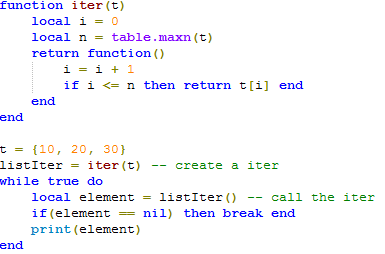 function iter(t)
    local i = 0
    local n = table.maxn(t)
    return function()
        i = i + 1
        if i <= n then return t[i] end
    end
end

t = {10, 20, 30}
listIter = iter(t) -- create a iter
while true do
    local element = listIter() -- call the iter
    if(element == nil) then break end
    print(element)
end